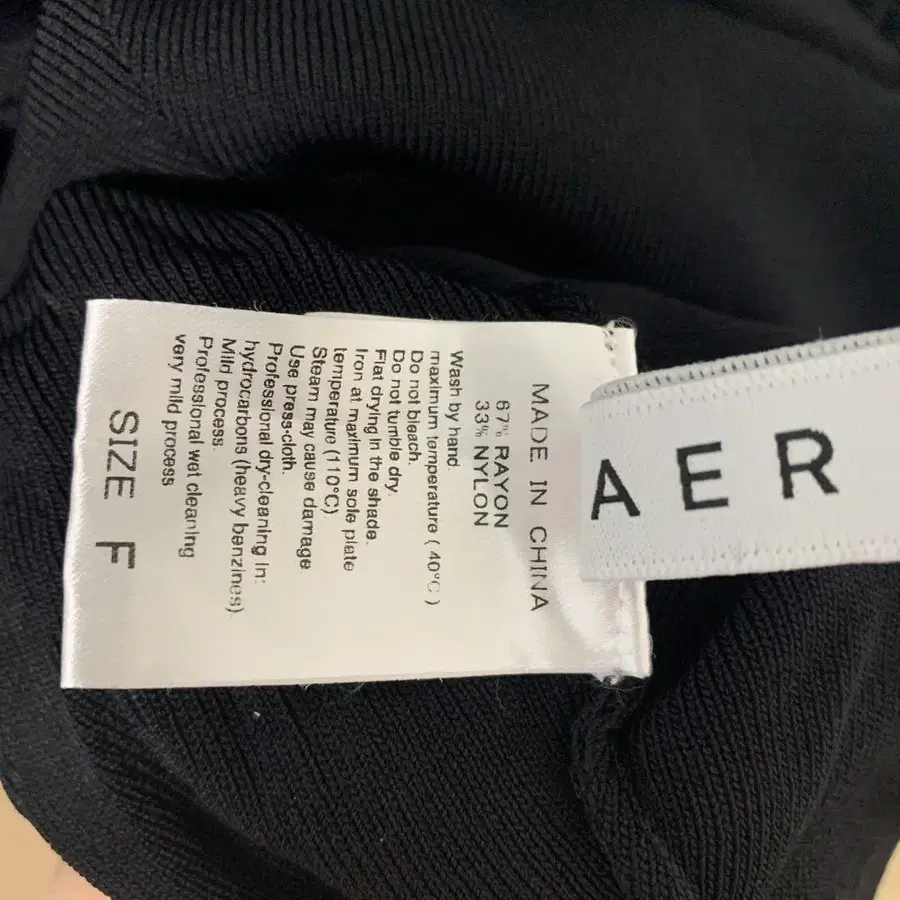 AER
MADE IN CHINA
67% RAYON
33% NYLON
Wash by hand.
maximum temperature ( 40°C )
Do not bleach.
Do not tumble dry.
Flat drying in the shade.
Iron at maximum sole plate
temperature (110°C)
Steam may cause damage
Use press-cloth.
Professional dry-cleaning in:
hydrocarbons (heavy benzines)
Mild process.
Professional wet cleaning
very mild process
SIZE F